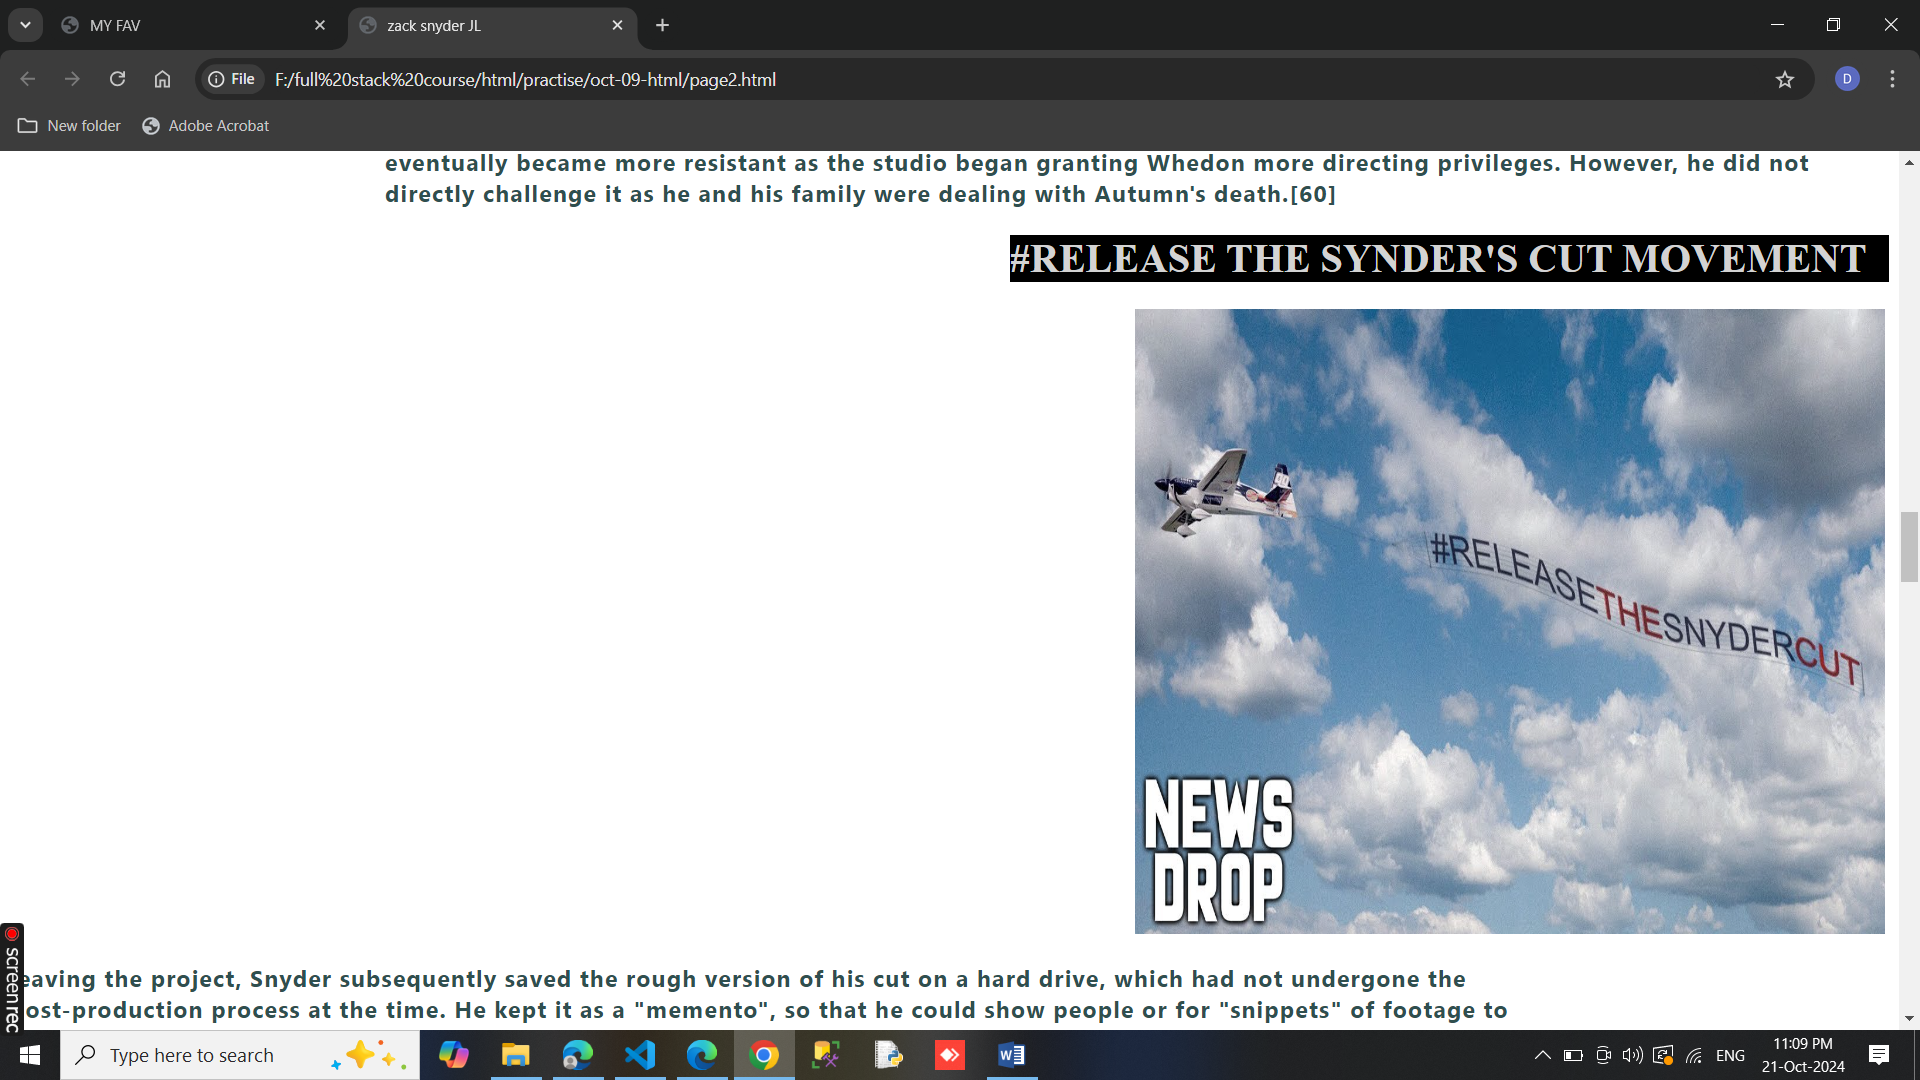 MY FAV
zack snyder JL
File
F:/full%20stack%20course/html/practise/oct-09-html/page2.html
D
New folder
Adobe Acrobat
eventually became more resistant as the studio began granting Whedon more directing privileges. However, he did not
directly challenge it as he and his family were dealing with Autumn's death.[60]
#RELEASE THE SYNDER'S CUT MOVEMENT
#RELEASETHESNYDERCUT
NEWS
DROP
eaving the project, Snyder subsequently saved the rough version of his cut on a hard drive, which had not undergone the
ost-production process at the time. He kept it as a "memento", so that he could show people or for "snippets" of footage to
screenrec
Type here to search
ENG
11:09 PM
21-Oct-2024